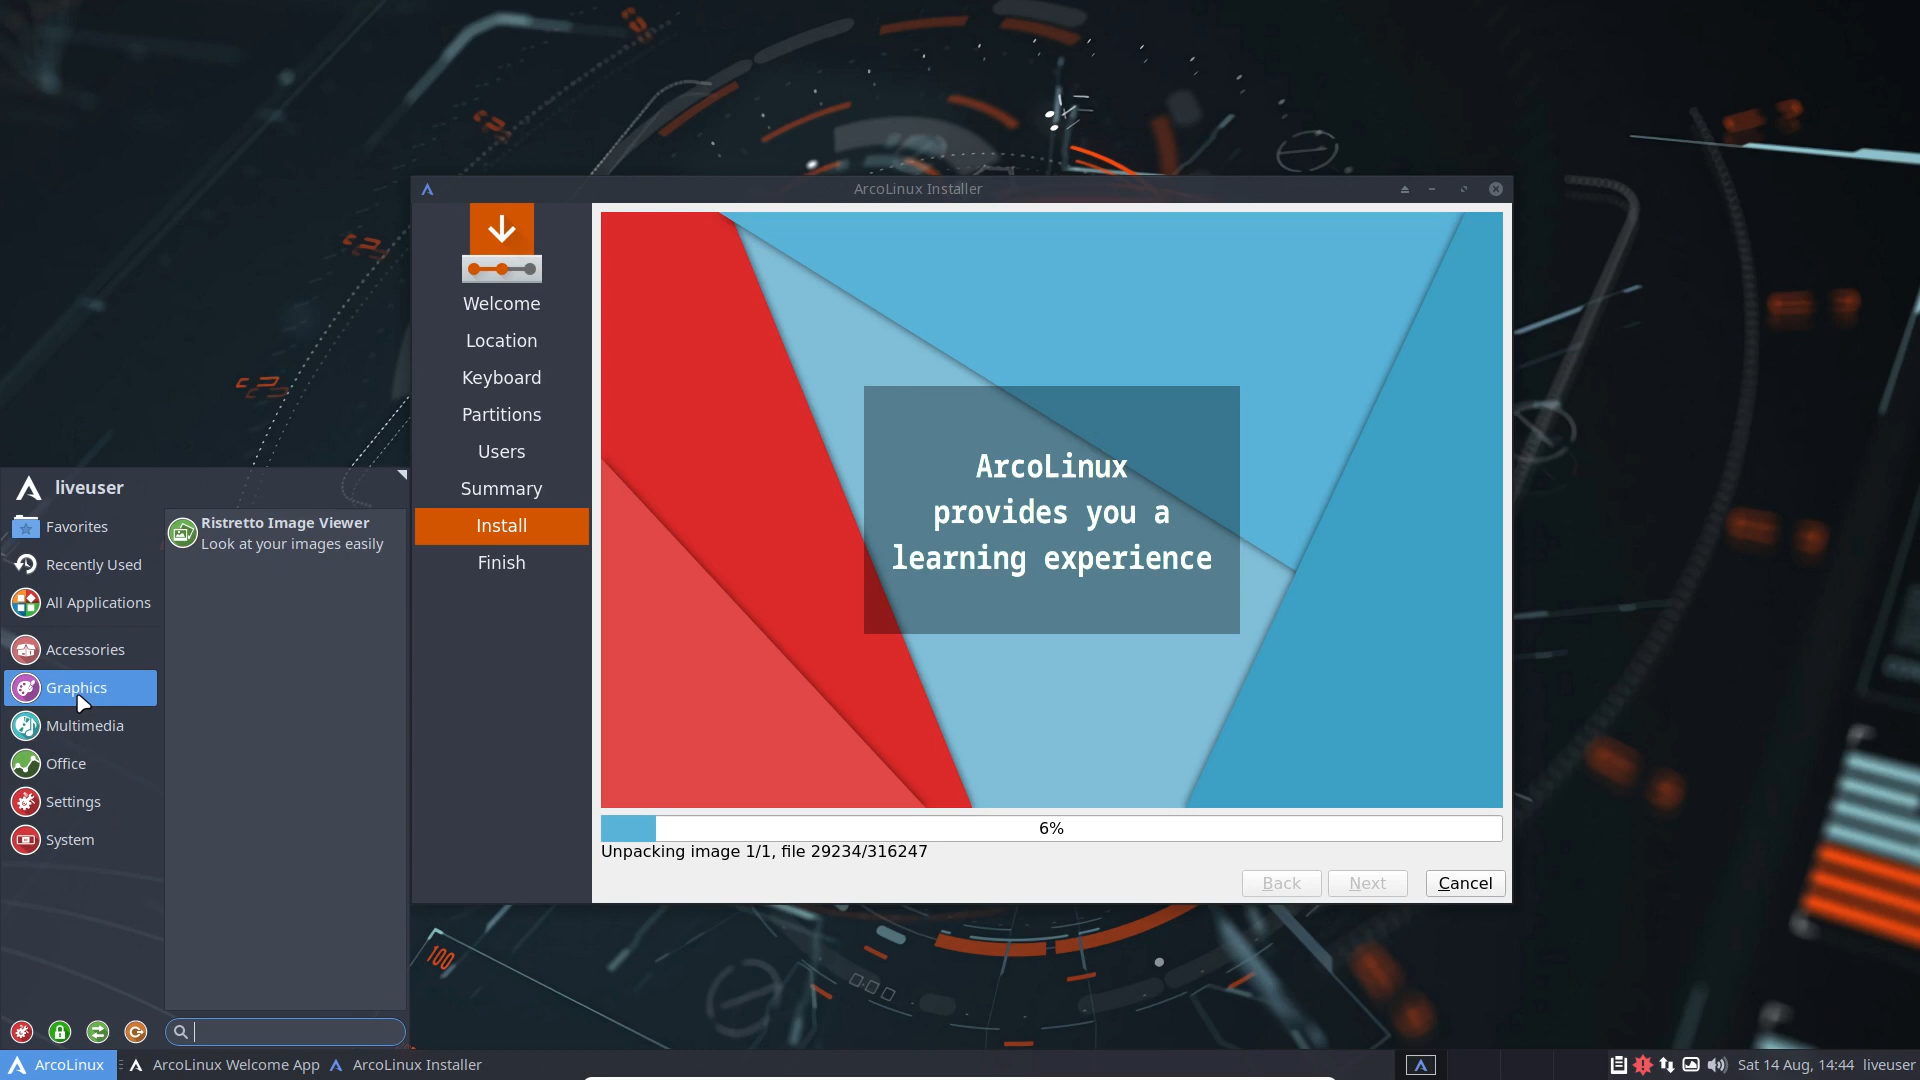 ArcoLinux Installer
Welcome
Location
Keyboard
Partitions
Users
Summary
Install
Finish
ArcoLinux
provides you a
learning experience
6%
Unpacking image 1/1, file 29234/316247
Back
Next
Cancel
liveuser
Favorites
Recently Used
All Applications
Accessories
Graphics
Multimedia
Office
Settings
System
Ristretto Image Viewer
Look at your images easily
100
ArcoLinux
ArcoLinux Welcome App
ArcoLinux Installer
Sat 14 Aug, 14:44
liveuser